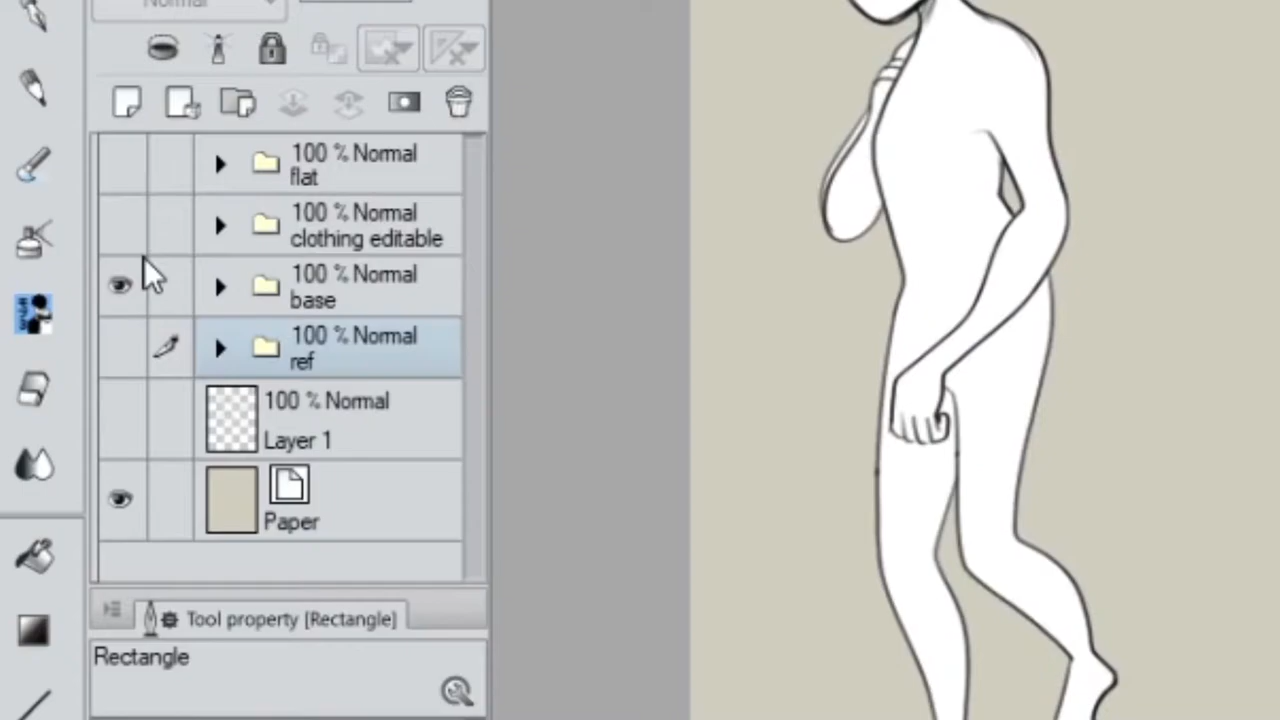 Normal
100 % Normal
flat
100 % Normal
clothing editable
100 % Normal
base
100 % Normal
ref
100 % Normal
Layer 1
Paper
Tool property [Rectangle]
Rectangle